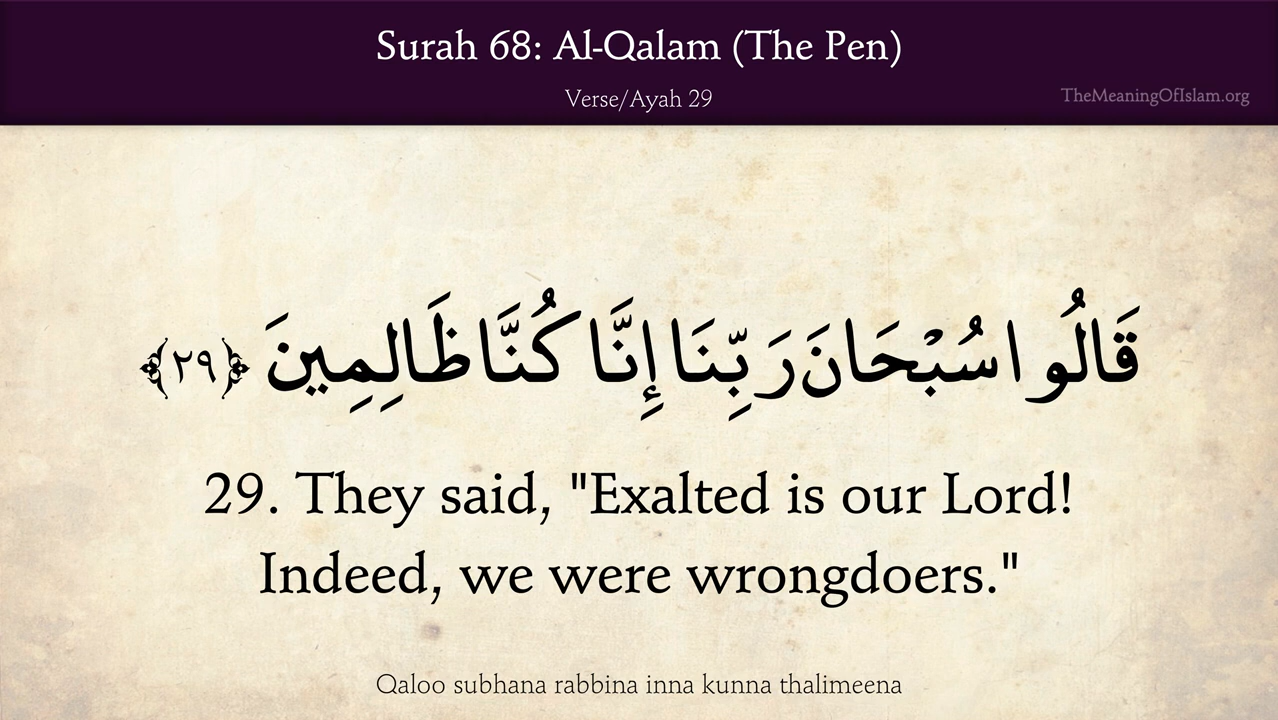 Surah 68: Al-Qalam (The Pen)
Verse/Ayah 29
TheMeaningOfIslam.org
قَالُوا سُبْحَانَ رَبِّنَا إِنَّا كُنَّا ظَالِمِينَ ﴿٢٩﴾
29. They said, "Exalted is our Lord!
Indeed, we were wrongdoers."
Qaloo subhana rabbina inna kunna thalimeena